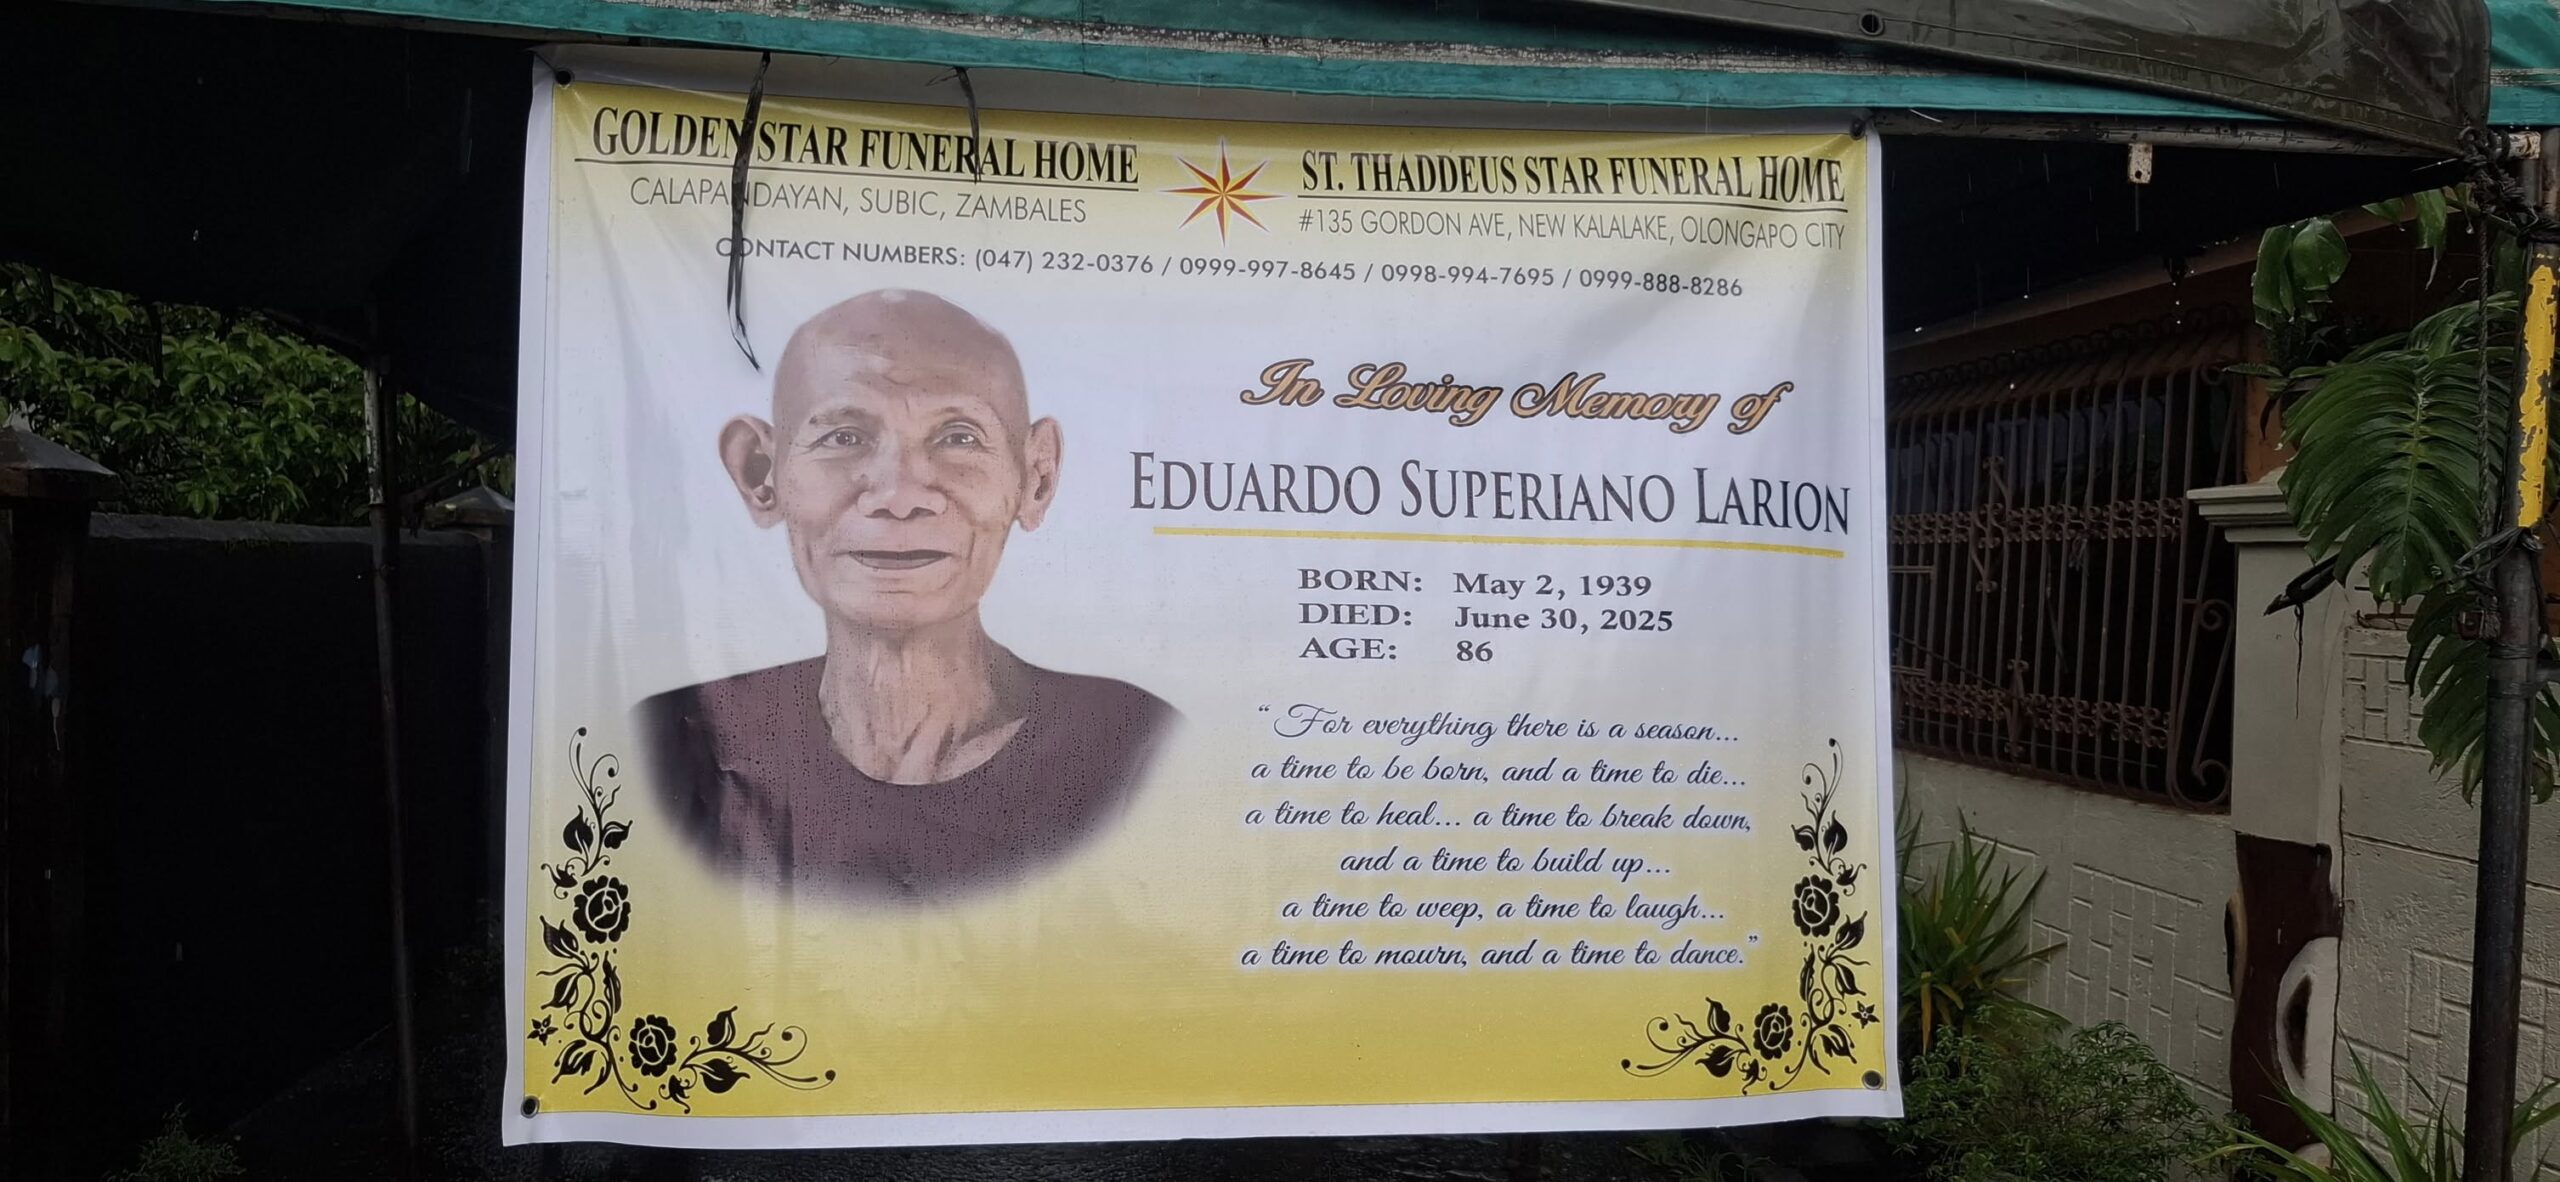 GOLDEN STAR FUNERAL HOME
CALAPANDAYAN, SUBIC, ZAMBALES
ST. THADDEUS STAR FUNERAL HOME
#135 GORDON AVE, NEW KALALAKE, OLONGAPO CITY
CONTACT NUMBERS: (047) 232-0376 / 0999-997-8645 / 0998-994-7695 / 0999-888-8286
In Loving Memory of
EDUARDO SUPERIANO LARION
BORN: May 2, 1939
DIED: June 30, 2025
AGE: 86
“For everything there is a season...
a time to be born, and a time to die...
a time to heal... a time to break down,
and a time to build up...
a time to weep, a time to laugh...
a time to mourn, and a time to dance.”